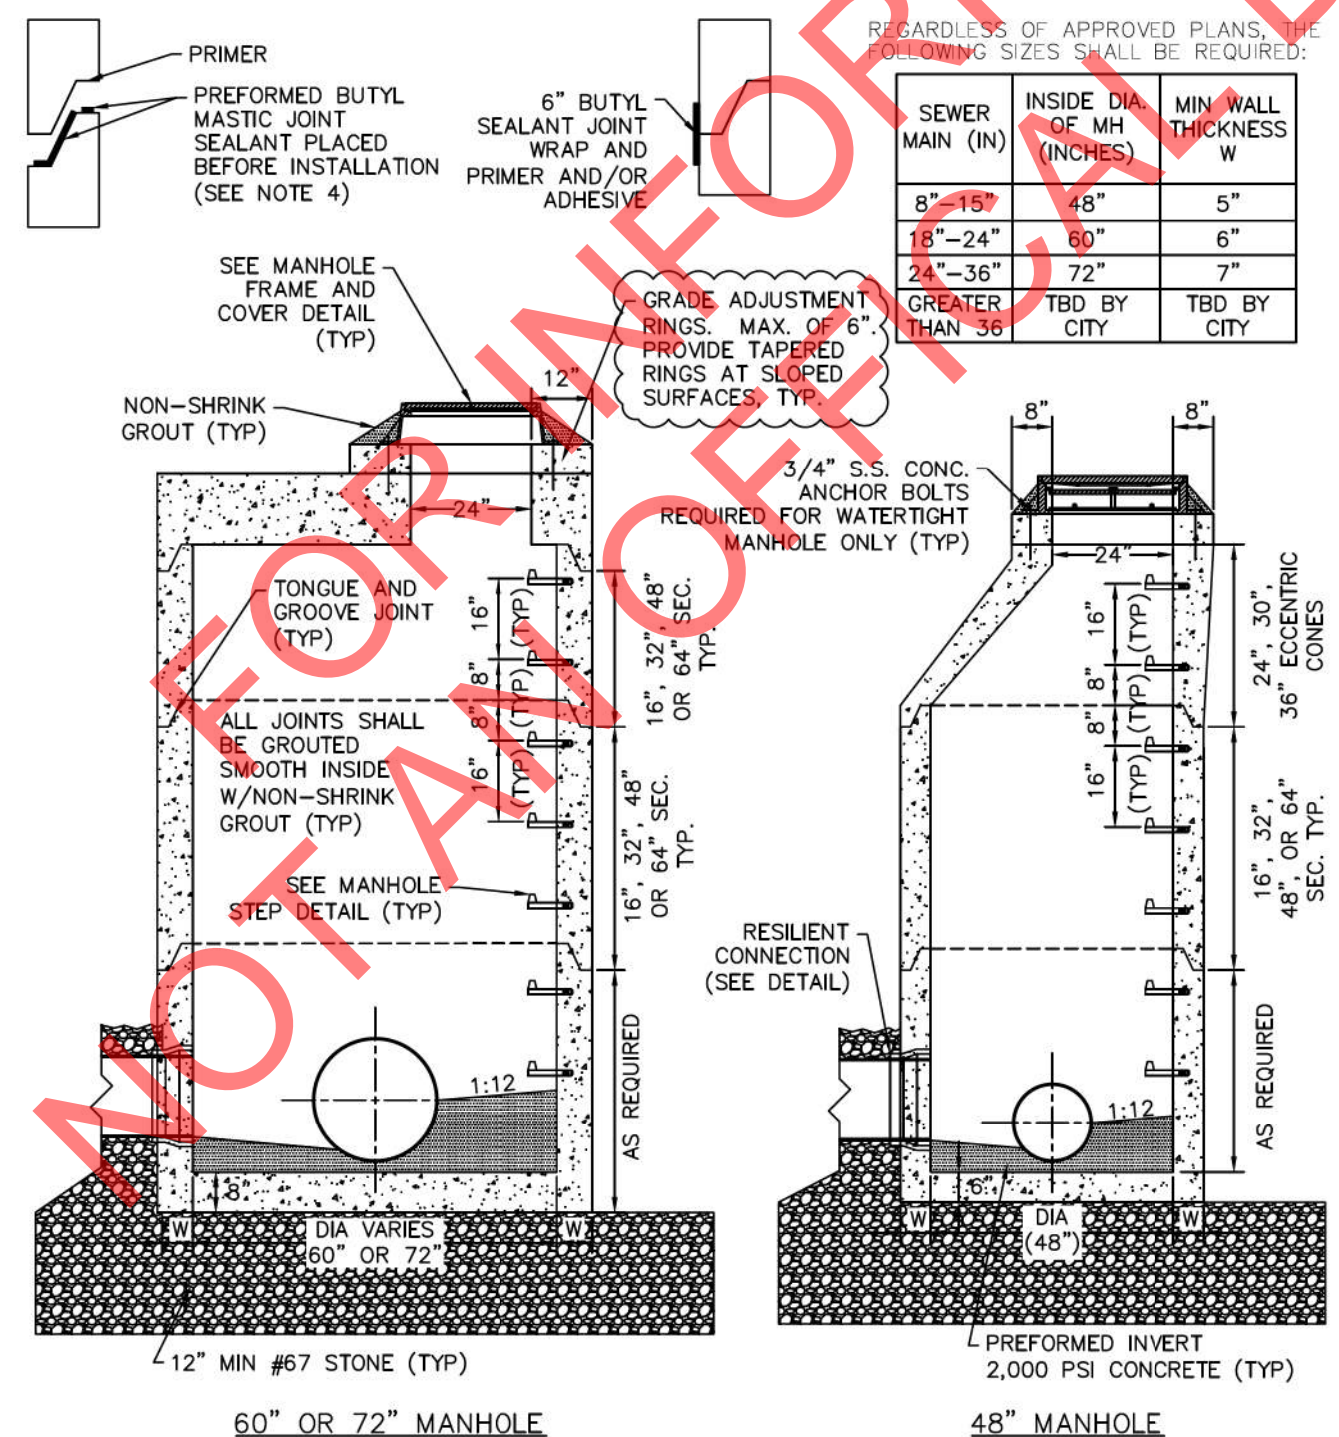 PRIMER
PREFORMED BUTYL
MASTIC JOINT
SEALANT PLACED
BEFORE INSTALLATION
(SEE NOTE 4)
6" BUTYL
SEALANT JOINT
WRAP AND
PRIMER AND/OR
ADHESIVE
REGARDLESS OF APPROVED PLANS, THE
FOLLOWING SIZES SHALL BE REQUIRED:
SEWER
MAIN (IN)
INSIDE DIA.
OF MH
(INCHES)
MIN WALL
THICKNESS
W
8"-15" 48" 5"
18"-24" 60" 6"
24"-36" 72" 7"
GREATER
THAN 36
TBD BY
CITY
TBD BY
CITY
SEE MANHOLE
FRAME AND
COVER DETAIL
(TYP)
GRADE ADJUSTMENT
RINGS. MAX. OF 6".
PROVIDE TAPERED
RINGS AT SLOPED
SURFACES, TYP.
12"
NON-SHRINK
GROUT (TYP)
24"
TONGUE AND
GROOVE JOINT
(TYP)
16"
(TYP)
8"
8"
(TYP)
16"
(TYP)
16", 32", 48"
OR 64" SEC.
TYP.
ALL JOINTS SHALL
BE GROUTED
SMOOTH INSIDE
W/NON-SHRINK
GROUT (TYP)
16", 32", 48"
OR 64" SEC.
TYP.
SEE MANHOLE
STEP DETAIL (TYP)
AS REQUIRED
1:12
8"
W
DIA VARIES
60" OR 72"
W
12" MIN #67 STONE (TYP)
60" OR 72" MANHOLE
8"
8"
3/4" S.S. CONC.
ANCHOR BOLTS
REQUIRED FOR WATERTIGHT
MANHOLE ONLY (TYP)
24"
16"
(TYP)
8"
8"
(TYP)
16"
(TYP)
24", 30",
36" ECCENTRIC
CONES
16", 32",
48", OR 64"
SEC. TYP.
RESILIENT
CONNECTION
(SEE DETAIL)
AS REQUIRED
1:12
6"
W
DIA
(48")
W
PREFORMED INVERT
2,000 PSI CONCRETE (TYP)
48" MANHOLE